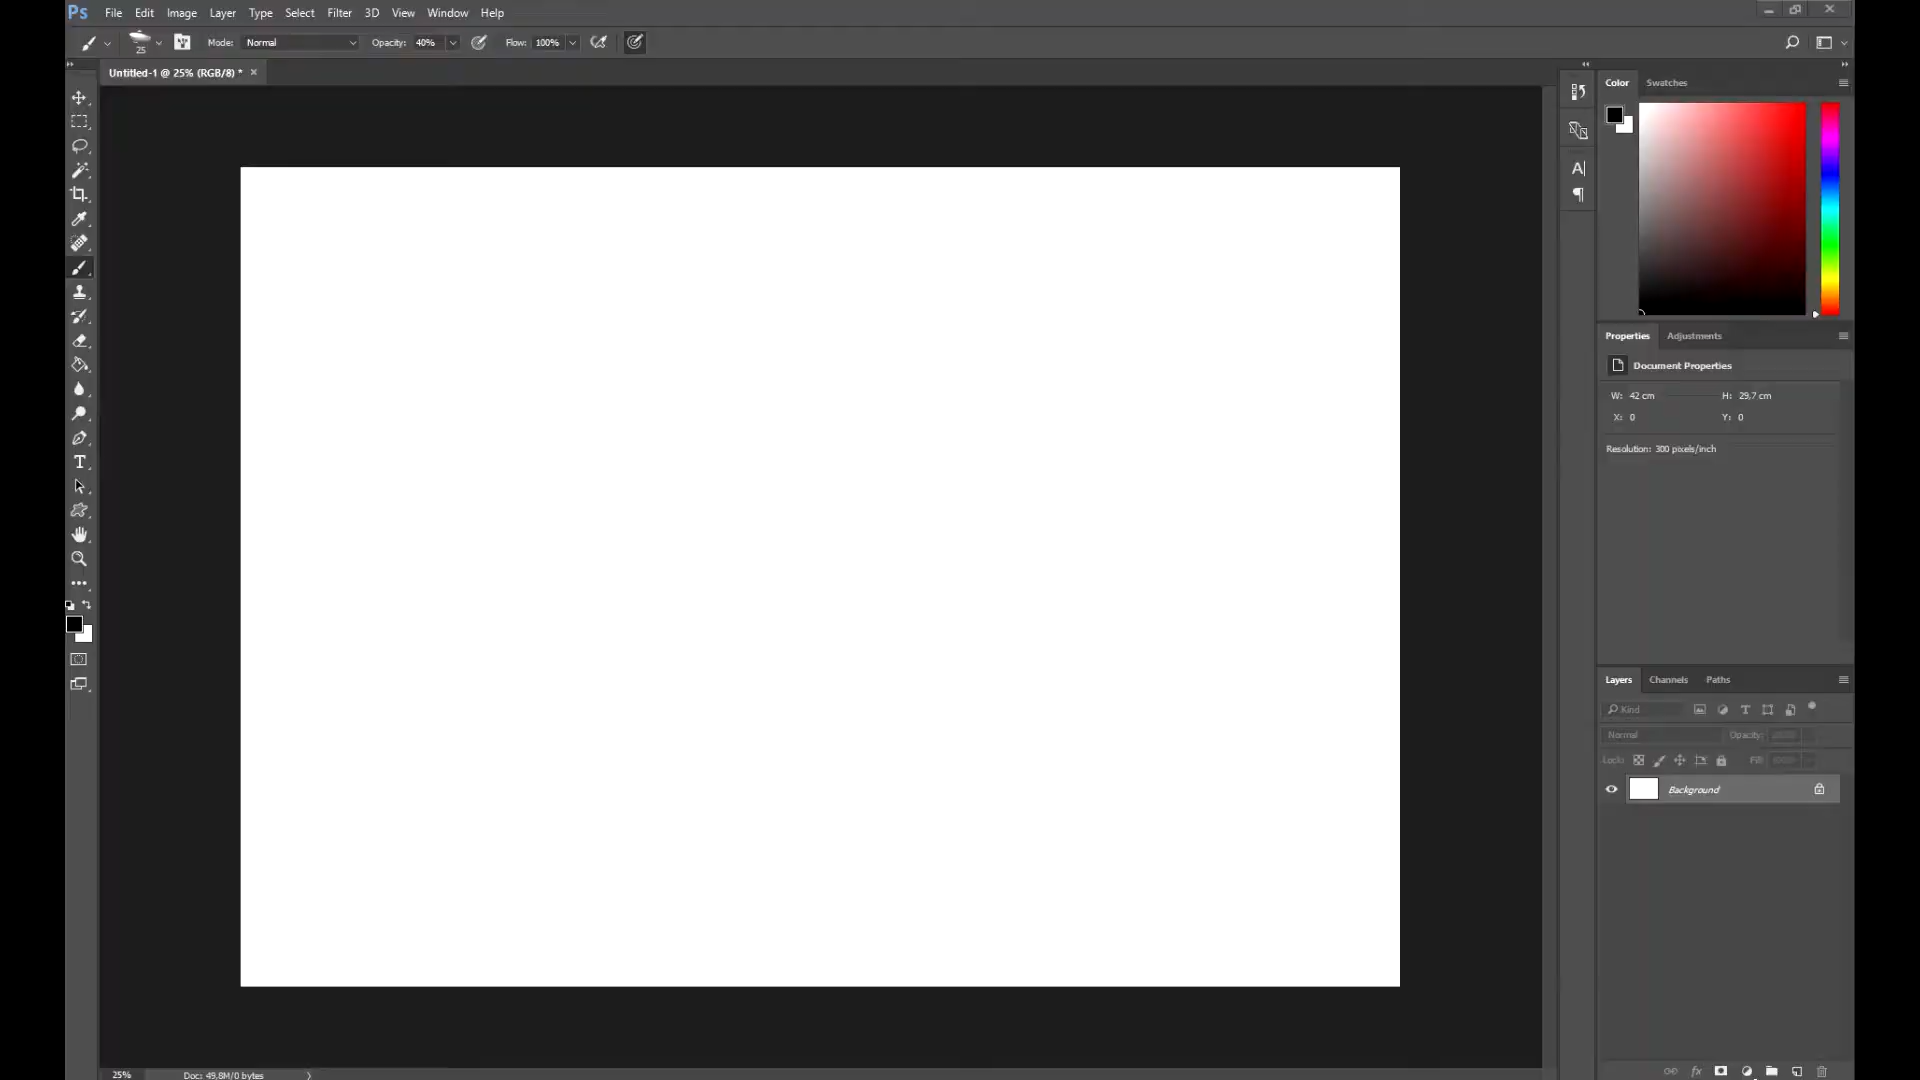 Ps File Edit Image Layer Type Select Filter 3D View Window Help
25 Mode: Normal Opacity: 40% Flow: 100%
Untitled-1 @ 25% (RGB/8) * ×
Color Swatches
A|
¶
Properties Adjustments
Document Properties
W: 42 cm H: 29,7 cm
X: 0 Y: 0
Resolution: 300 pixels/inch
T
Layers Channels Paths
Kind T
Normal Opacity:
Lock: Fill:
Background
fx
25% Doc: 49,8M/0 bytes